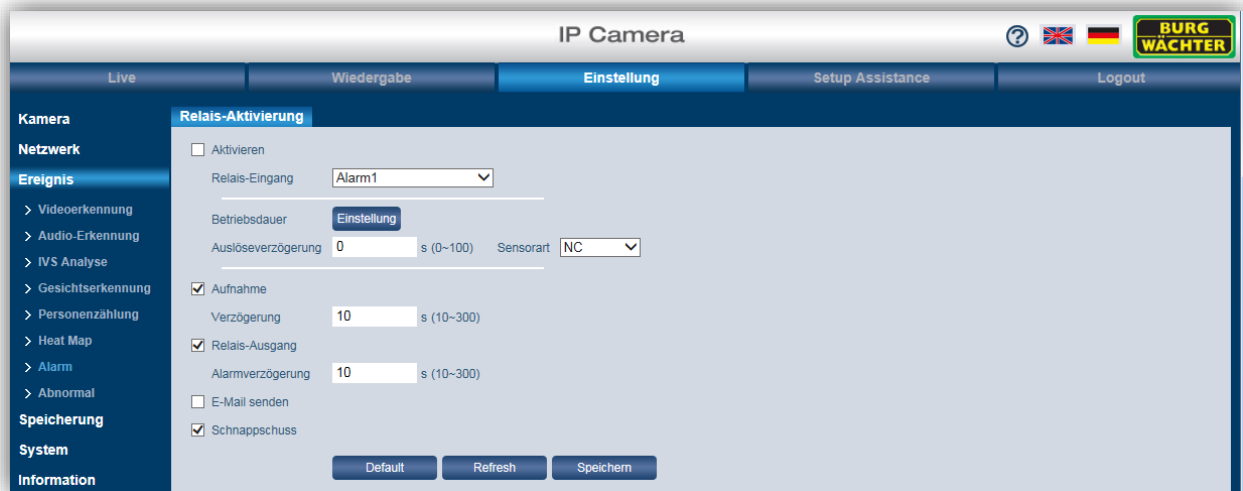 IP Camera
?
BURG
WÄCHTER
Live Wiedergabe Einstellung Setup Assistance Logout
Kamera
Netzwerk
Ereignis
Videoerkennung
Audio-Erkennung
IVS Analyse
Gesichtserkennung
Personenzählung
Heat Map
Alarm
Abnormal
Speicherung
System
Information
Relais-Aktivierung
Aktivieren
Relais-Eingang Alarm1
Betriebsdauer Einstellung
Auslöseverzögerung 0 s (0~100) Sensorart NC
Aufnahme
Verzögerung 10 s (10~300)
Relais-Ausgang
Alarmverzögerung 10 s (10~300)
E-Mail senden
Schnappschuss
Default Refresh Speichern